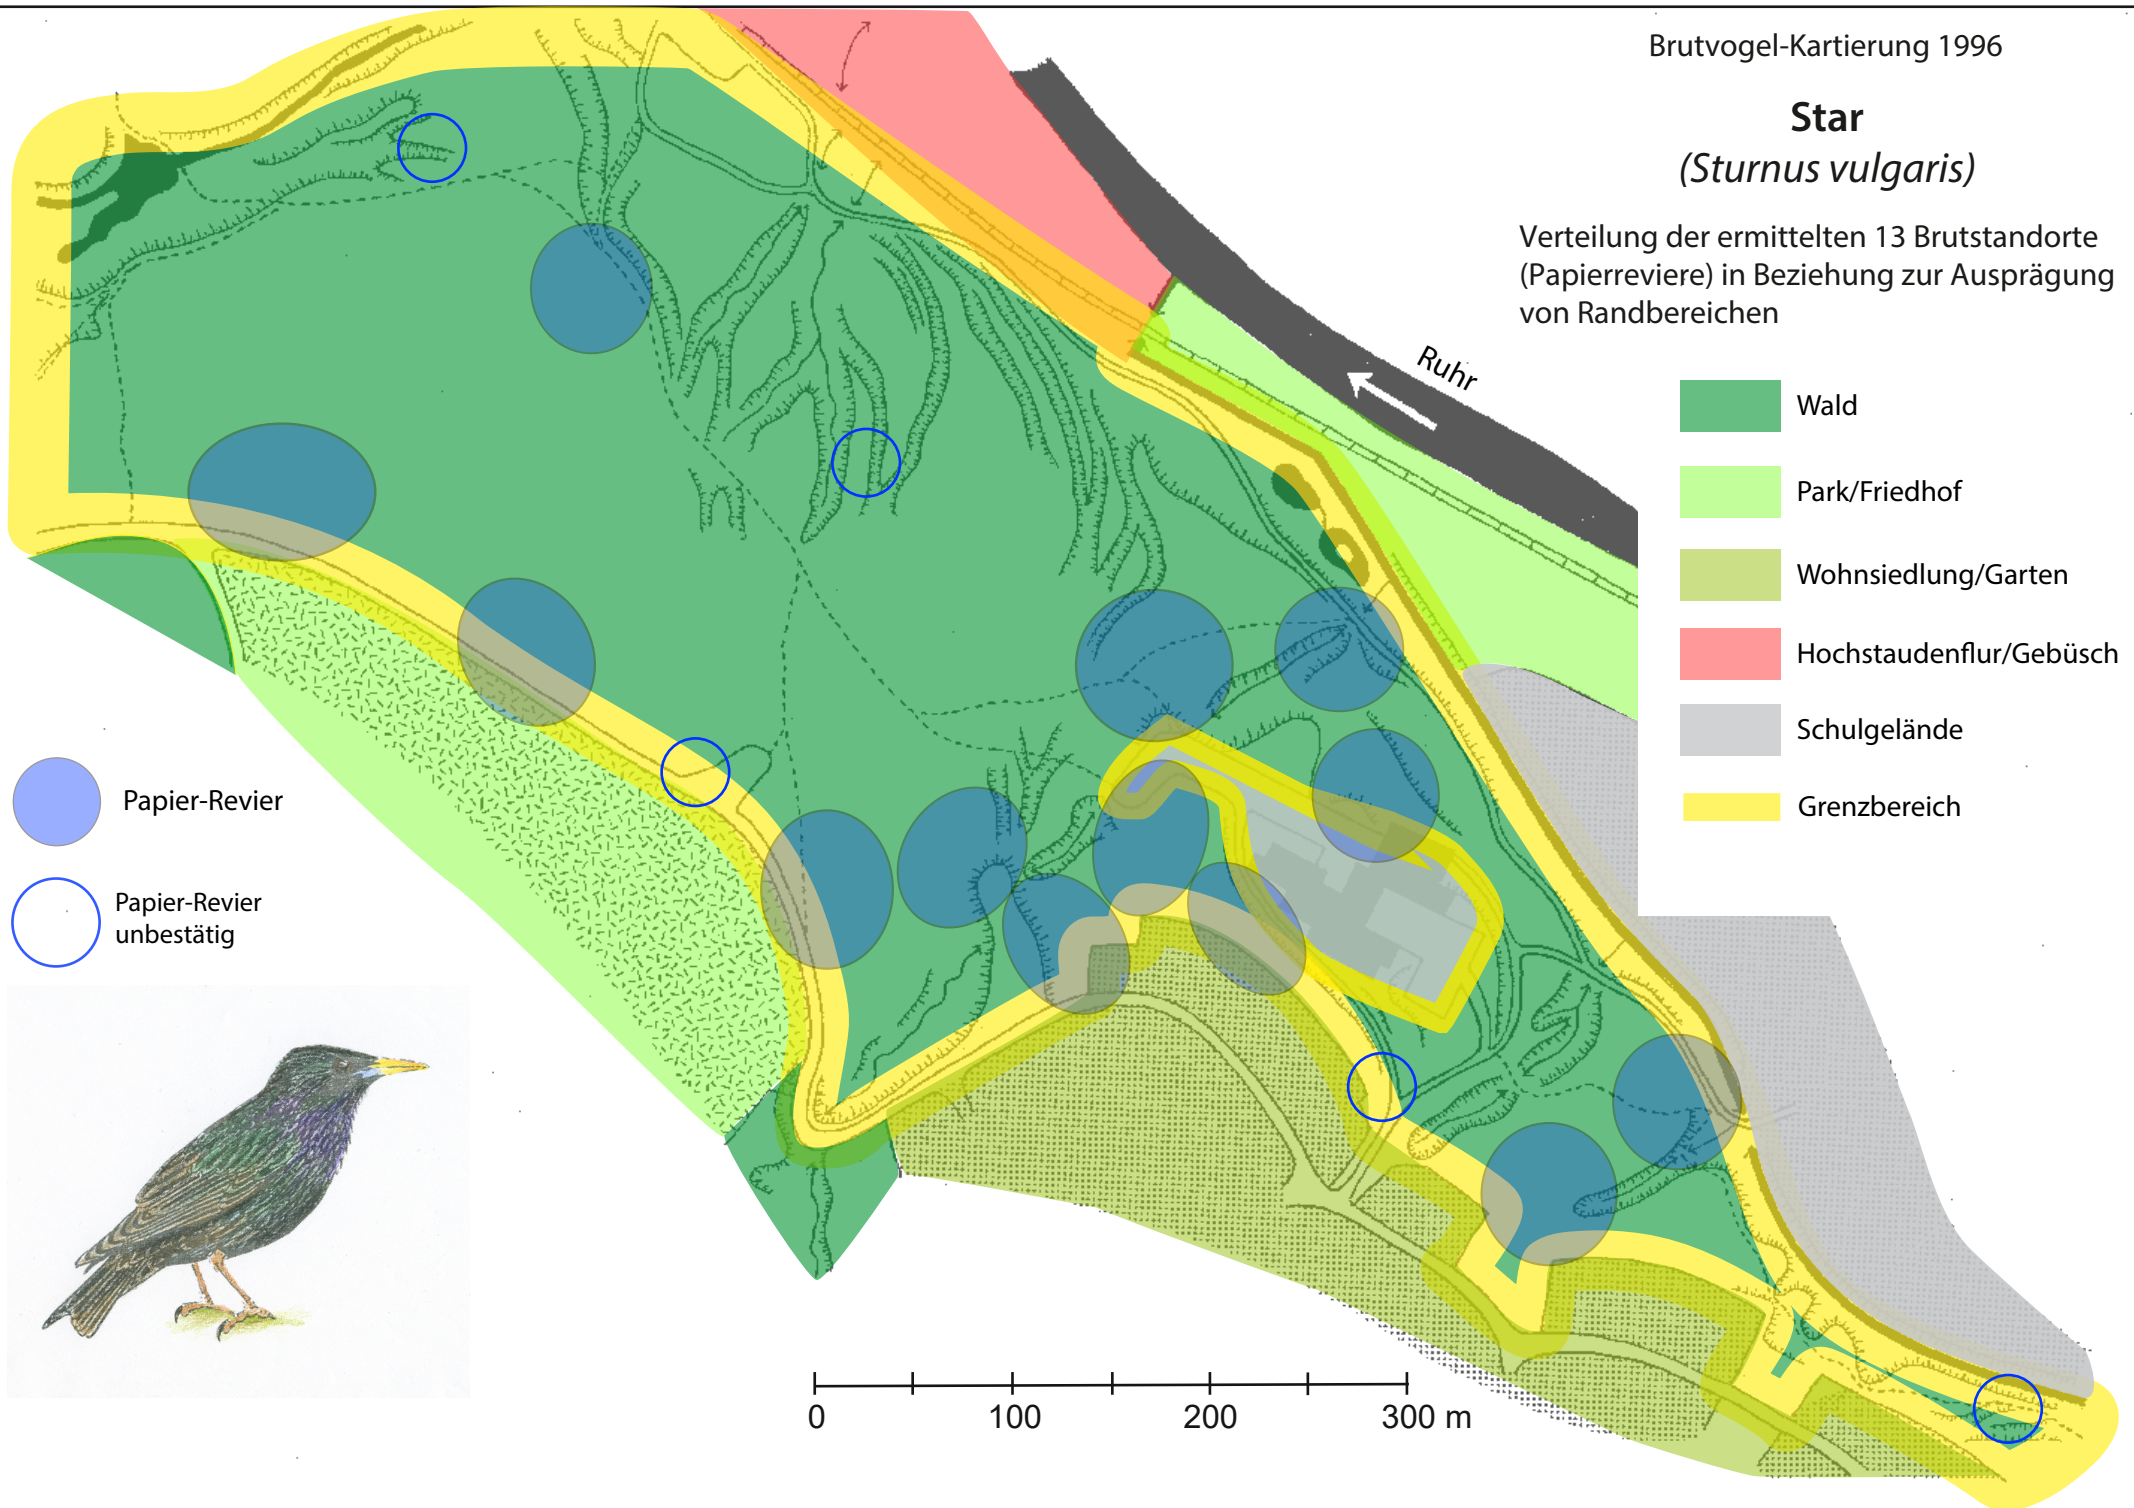 Brutvogel-Kartierung 1996
Star
(Sturnus vulgaris)
Verteilung der ermittelten 13 Brutstandorte
(Papierreviere) in Beziehung zur Ausprägung
von Randbereichen
Ruhr
Wald
Park/Friedhof
Wohnsiedlung/Garten
Hochstaudenflur/Gebüsch
Schulgelände
Grenzbereich
Papier-Revier
Papier-Revier
unbestätig
0 100 200 300 m